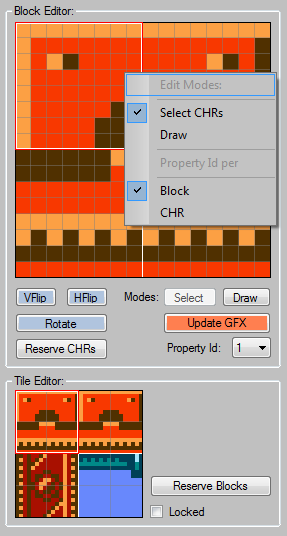 Block Editor:
Edit Modes:
Select CHRs
Draw
Property Id per
Block
CHR
VFlip HFlip Modes: Select Draw
Rotate Update GFX
Reserve CHRs Property Id: 1
Tile Editor:
Reserve Blocks
Locked